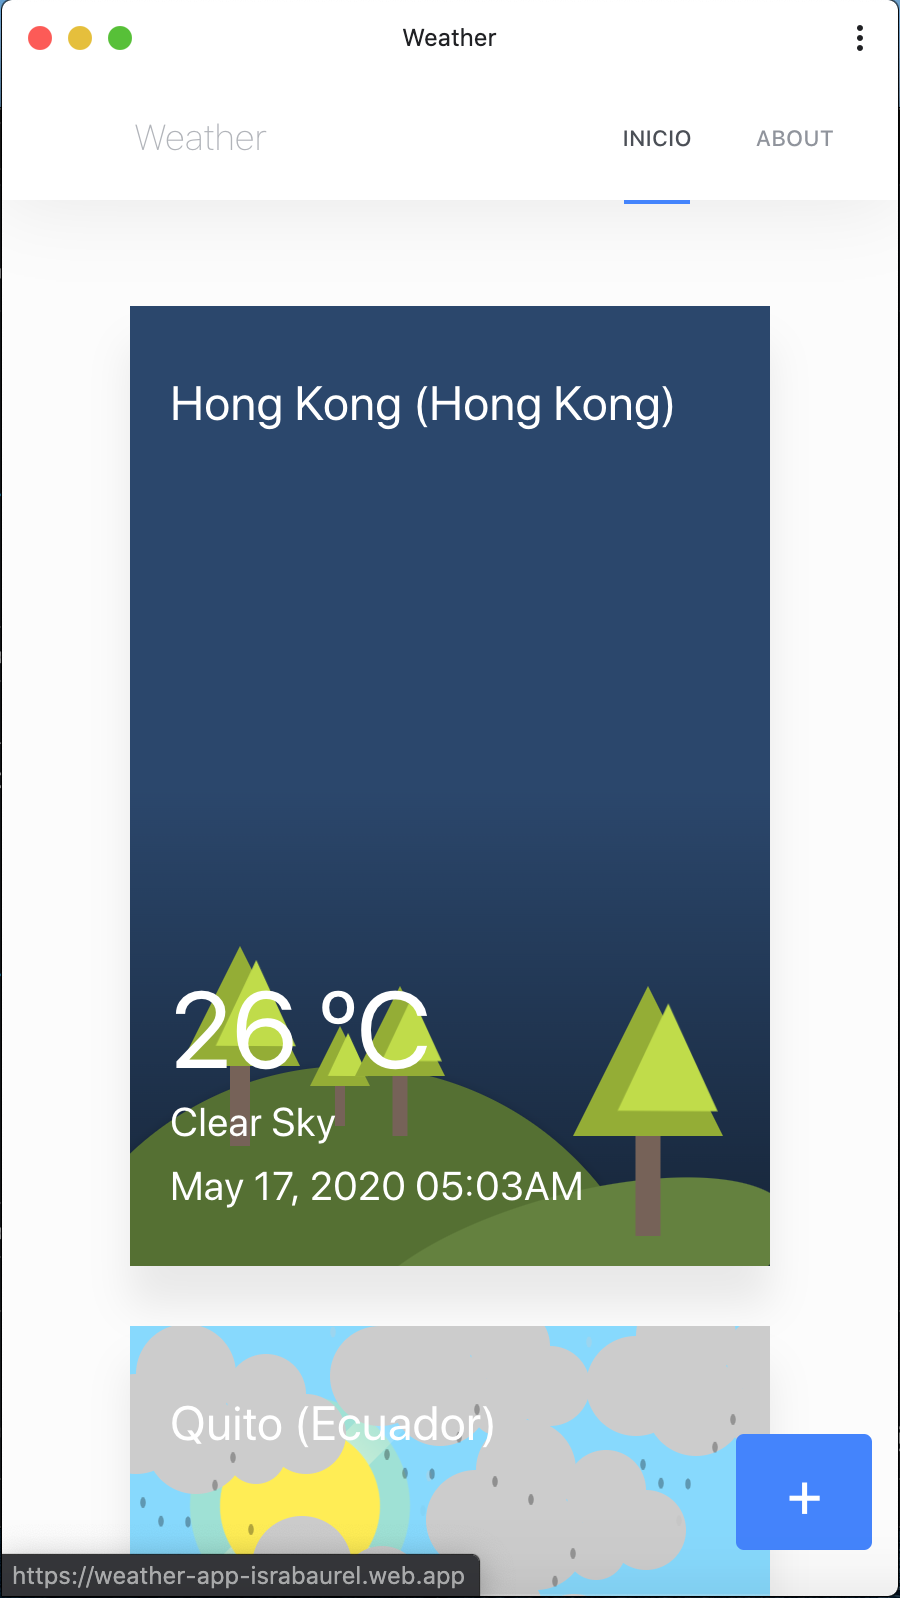 Weather
Weather
INICIO
ABOUT
Hong Kong (Hong Kong)
26 ºC
Clear Sky
May 17, 2020 05:03AM
Quito (Ecuador)
+
https://weather-app-israbaurel.web.app